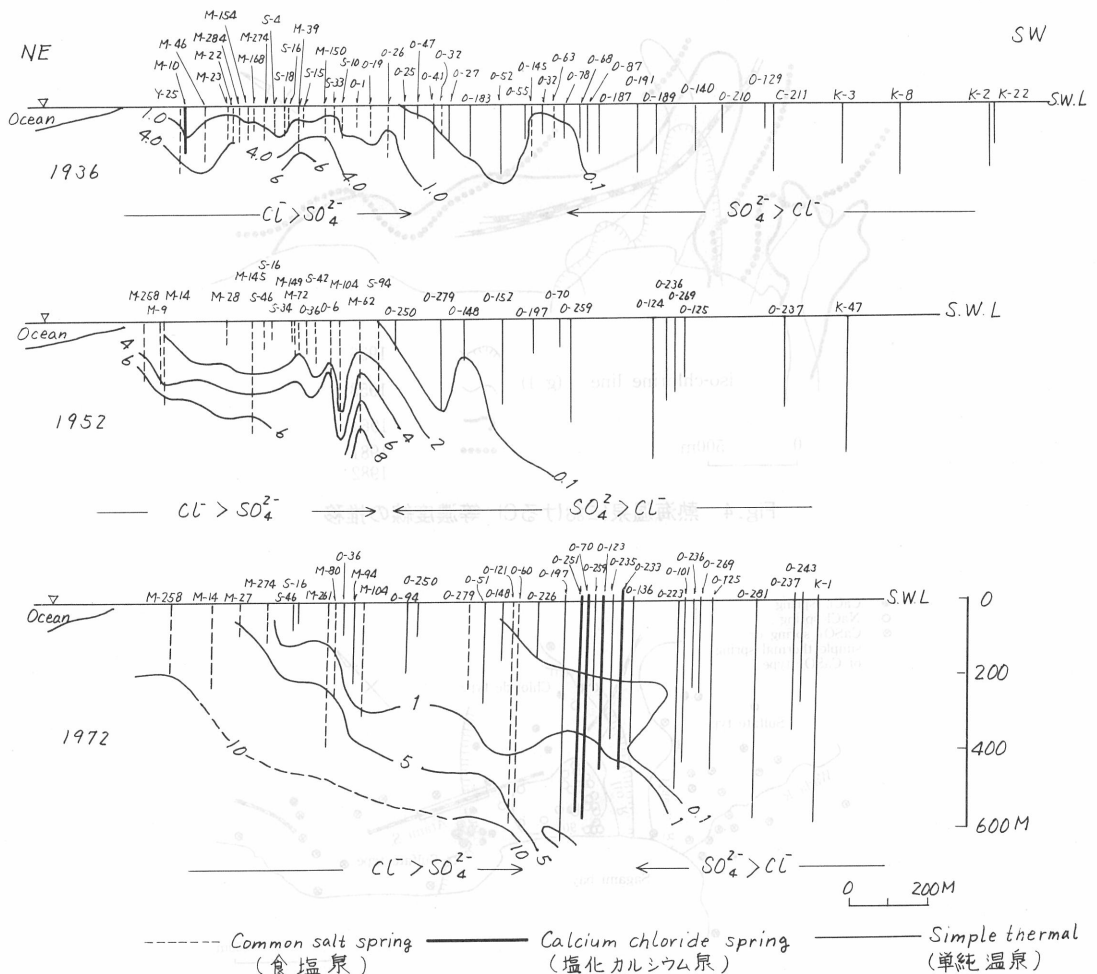 NE
SW
M-154
S-4
M-39
M-46
M-284
M-274
S-16
M-150
O-26
O-47
O-37
O-63
O-68
M-10
M-22
M-168
S-18
S-15
S-10
O-19
O-25
O-41
O-27
O-52
O-145
O-32
O-78
O-87
O-191
O-140
O-129
Y-25
M-23
S-33
O-1
O-183
O-55
O-187
O-189
O-210
C-211
K-3
K-8
K-2
K-22
S.W.L
Ocean
1.0
4.0
4.0
6
6
4.0
1.0
0.1
1936
Cl⁻ > SO₄²⁻
SO₄²⁻ > Cl⁻
S-16
M-145
S-42
S-94
M-149
M-104
M-268
M-14
M-28
S-46
M-72
O-6
M-62
O-279
O-152
O-70
O-236
O-269
M-9
S-34
O-36
O-250
O-148
O-197
O-259
O-124
O-125
O-237
K-47
S.W.L
Ocean
4
6
6
8
6
4
2
0.1
1952
Cl⁻ > SO₄²⁻
SO₄² > Cl⁻
O-36
O-70
O-123
M-80
M-94
O-250
O-51
O-121
O-60
O-251
O-259
O-235
O-233
O-101
O-236
O-269
O-243
M-258
M-14
M-27
M-274
S-16
S-46
M-261
M-104
O-94
O-279
O-148
O-226
O-197
O-136
O-223
O-125
O-281
O-237
K-1
S.W.L
Ocean
0
200
400
600M
1
5
10
10
5
1
0.1
1972
Cl⁻ > SO₄²⁻
SO₄²⁻ > Cl⁻
0 200M
Common salt spring
(食塩泉)
Calcium chloride spring
(塩化カルシウム泉)
Simple thermal
(単純温泉)